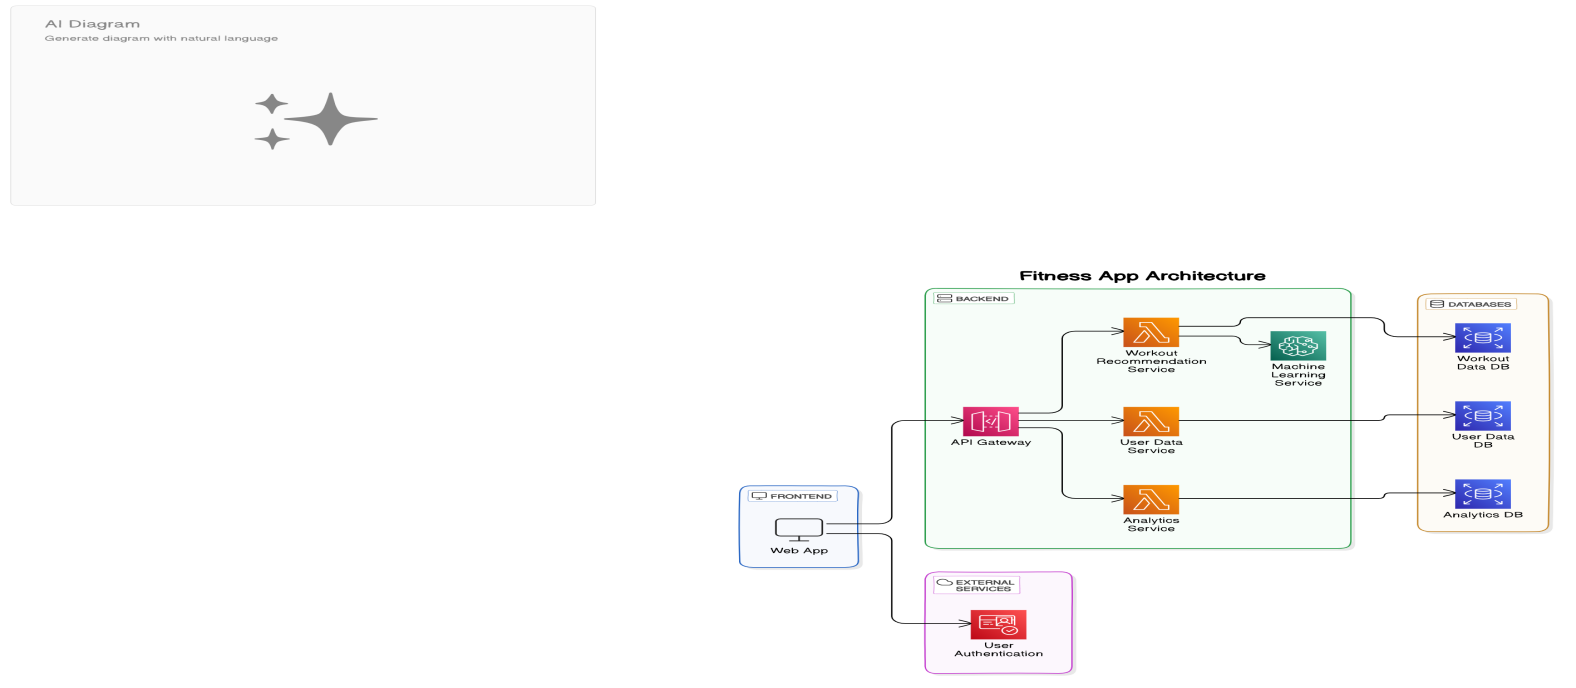 AI Diagram
Generate diagram with natural language
Fitness App Architecture
BACKEND
DATABASES
Workout
Recommendation
Service
Machine
Learning
Service
Workout
Data DB
API Gateway
User Data
Service
User Data
DB
FRONTEND
Web App
Analytics
Service
Analytics DB
EXTERNAL
SERVICES
User
Authentication